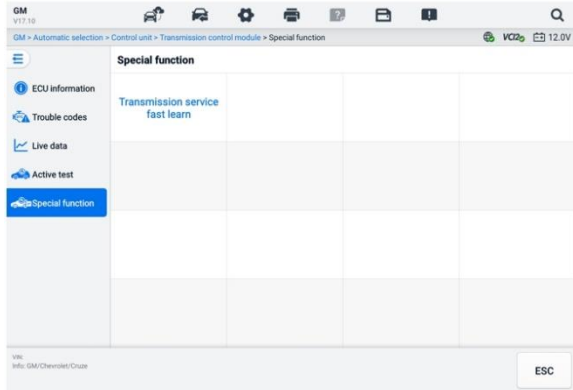 GM
V17.10
GM > Automatic selection > Control unit > Transmission control module > Special function
VCI2
12.0V
Special function
ECU information
Transmission service
fast learn
Trouble codes
Live data
Active test
Special function
VIN:
Info: GM/Chevrolet/Cruze
ESC